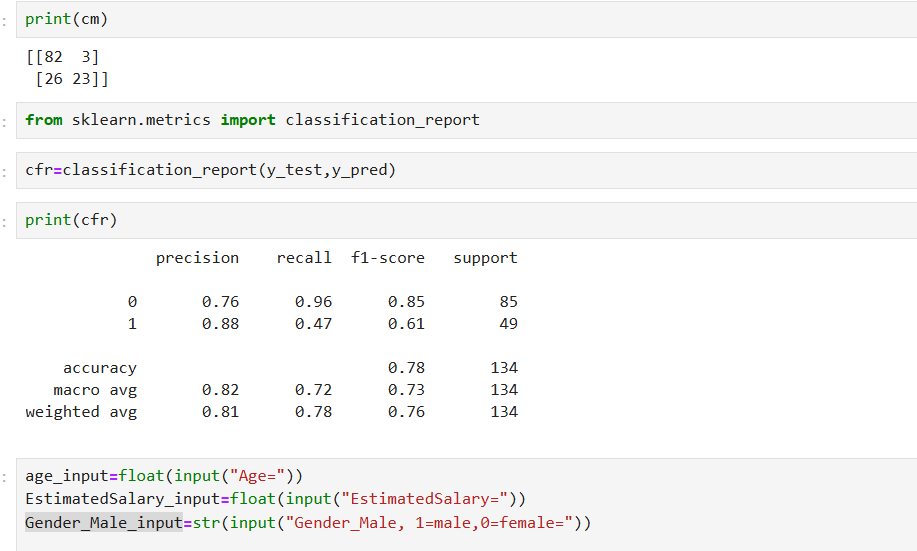 : print(cm)
[[82  3]
 [26 23]]
: from sklearn.metrics import classification_report
: cfr=classification_report(y_test,y_pred)
: print(cfr)
              precision    recall  f1-score   support

           0       0.76      0.96      0.85        85
           1       0.88      0.47      0.61        49

    accuracy                           0.78       134
   macro avg       0.82      0.72      0.73       134
weighted avg       0.81      0.78      0.76       134
: age_input=float(input("Age="))
EstimatedSalary_input=float(input("EstimatedSalary="))
Gender_Male_input=str(input("Gender_Male, 1=male,0=female="))